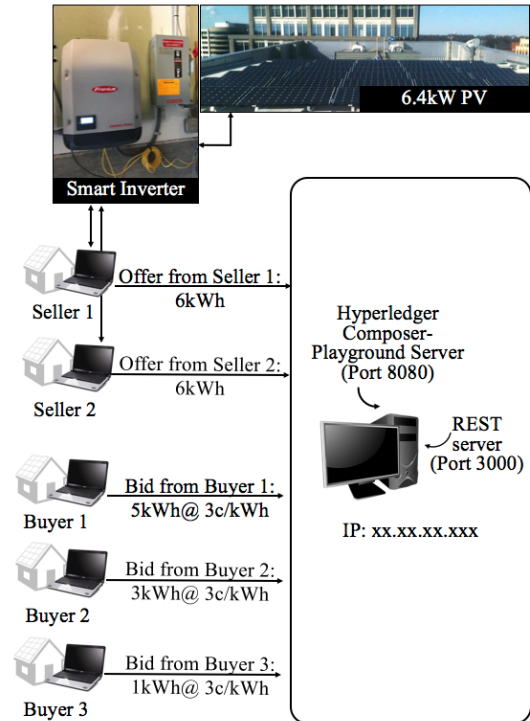 6.4kW PV
Smart Inverter
Offer from Seller 1:
6kWh
Seller 1
Offer from Seller 2:
6kWh
Seller 2
Bid from Buyer 1:
5kWh@ 3c/kWh
Buyer 1
Bid from Buyer 2:
3kWh@ 3c/kWh
Buyer 2
Bid from Buyer 3:
1kWh@ 3c/kWh
Buyer 3
Hyperledger
Composer-
Playground Server
(Port 8080)
REST
server
(Port 3000)
IP: xx.xx.xx.xxx